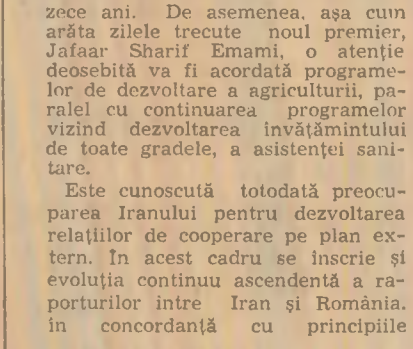 zece ani. De asemenea, așa cum
arăta zilele trecute noul premier,
Jafaar Sharif Emami, o atenție
deosebită va fi acordată programe-
lor de dezvoltare a agriculturii, pa-
ralel cu continuarea programelor
vizind dezvoltarea învățămintului
de toate gradele, a asistenței sani-
tare.
Este cunoscută totodată preocu-
parea Iranului pentru dezvoltarea
relațiilor de cooperare pe plan ex-
tern. În acest cadru se înscrie și
evoluția continuu ascendentă a ra-
porturilor intre Iran și România.
în concordanță cu principiile